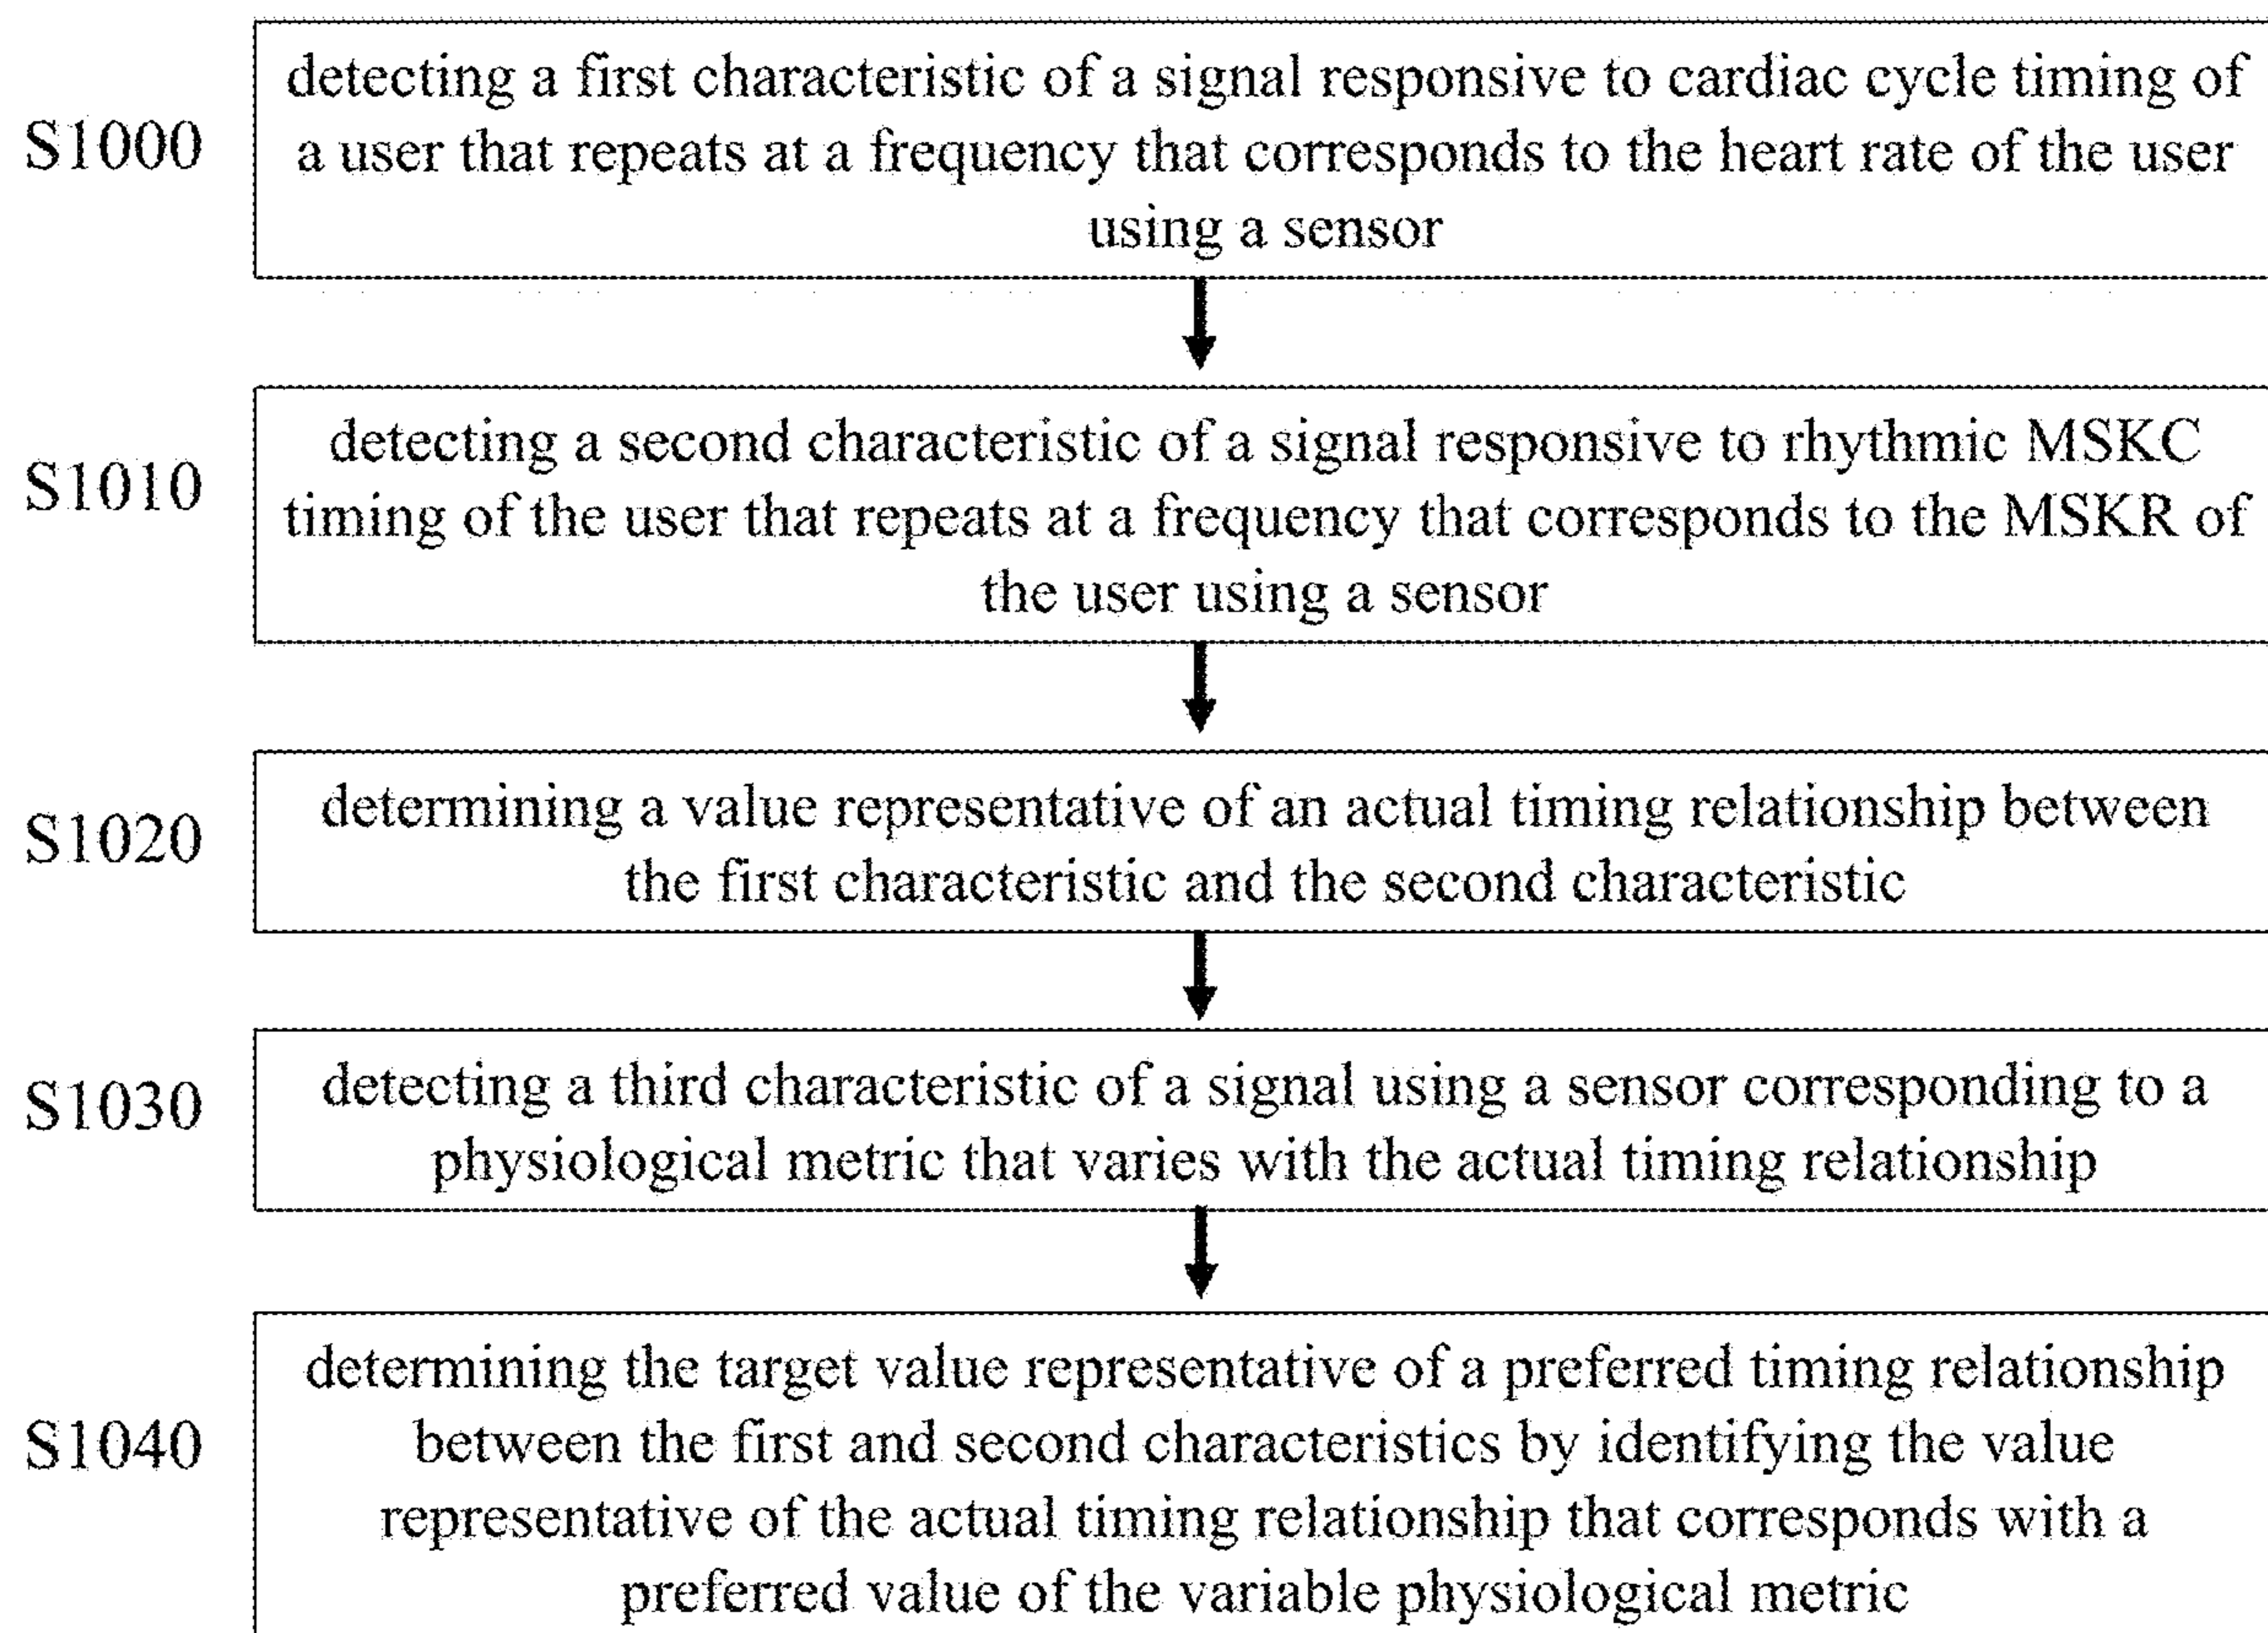 S1000
detecting a first characteristic of a signal responsive to cardiac cycle timing of
a user that repeats at a frequency that corresponds to the heart rate of the user
using a sensor
S1010
detecting a second characteristic of a signal responsive to rhythmic MSKC
timing of the user that repeats at a frequency that corresponds to the MSKR of
the user using a sensor
S1020
determining a value representative of an actual timing relationship between
the first characteristic and the second characteristic
S1030
detecting a third characteristic of a signal using a sensor corresponding to a
physiological metric that varies with the actual timing relationship
S1040
determining the target value representative of a preferred timing relationship
between the first and second characteristics by identifying the value
representative of the actual timing relationship that corresponds with a
preferred value of the variable physiological metric